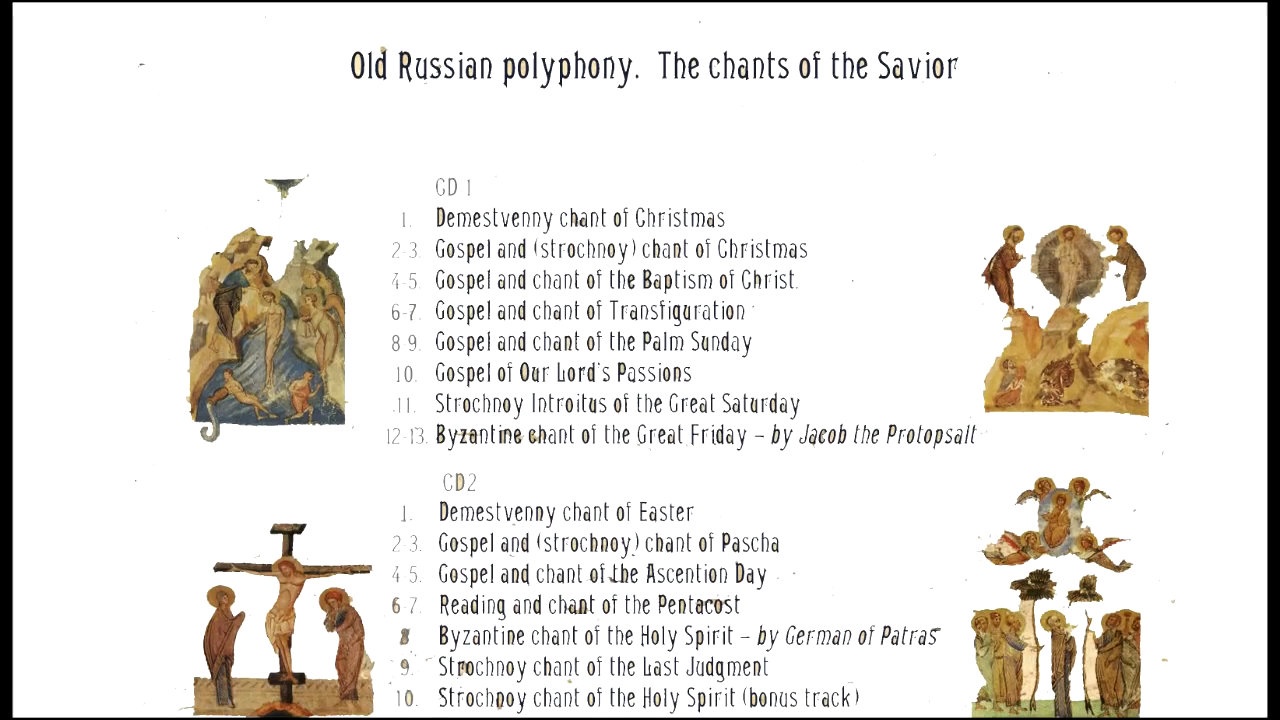 Old Russian polyphony. The chants of the Savior
CD 1
1. Demestvenny chant of Christmas
2-3. Gospel and (strochnoy) chant of Christmas
4-5. Gospel and chant of the Baptism of Christ.
6-7. Gospel and chant of Transfiguration
8 9. Gospel and chant of the Palm Sunday
10. Gospel of Our Lord's Passions
11. Strochnoy Introitus of the Great Saturday
12-13. Byzantine chant of the Great Friday – by Jacob the Protopsalt
CD2
1. Demestvenny chant of Easter
2 3. Gospel and (strochnoy) chant of Pascha
4 5. Gospel and chant of the Ascention Day
6-7. Reading and chant of the Pentacost
8 Byzantine chant of the Holy Spirit – by German of Patras
9. Strochnoy chant of the Last Judgment
10. Strochnoy chant of the Holy Spirit (bonus track)